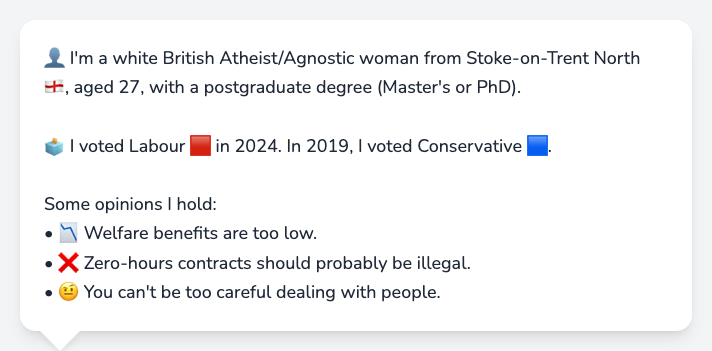 👤 I'm a white British Atheist/Agnostic woman from Stoke-on-Trent North
🏴󠁧󠁢󠁥󠁮󠁧󠁿, aged 27, with a postgraduate degree (Master's or PhD).
🗳️ I voted Labour 🟥 in 2024. In 2019, I voted Conservative 🟦.
Some opinions I hold:
• 📉 Welfare benefits are too low.
• ❌ Zero-hours contracts should probably be illegal.
• 🤨 You can't be too careful dealing with people.